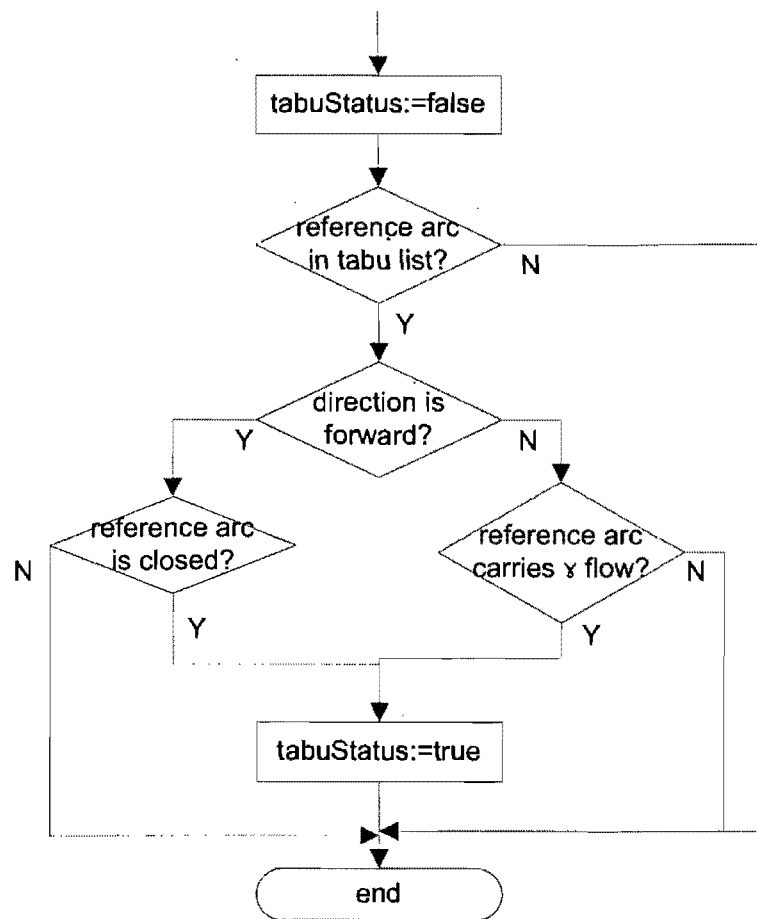 tabuStatus:=false
reference arc
in tabu list?
N
Y
direction is
forward?
Y
N
reference arc
is closed?
reference arc
carries ɣ flow?
N
N
Y
Y
tabuStatus:=true
end